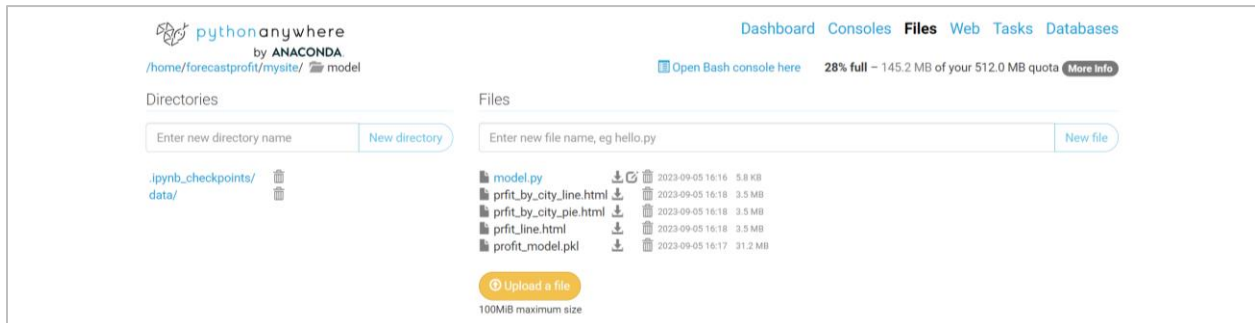 pythonanywhere
by ANACONDA.
Dashboard Consoles Files Web Tasks Databases
/home/forecastprofit/mysite/ model
Open Bash console here 28% full – 145.2 MB of your 512.0 MB quota More Info
Directories
Files
Enter new directory name New directory
Enter new file name, eg hello.py New file
.ipynb_checkpoints/
data/
model.py 2023-09-05 16:16 5.8 KB
prfit_by_city_line.html 2023-09-05 16:18 3.5 MB
prfit_by_city_pie.html 2023-09-05 16:18 3.5 MB
prfit_line.html 2023-09-05 16:18 3.5 MB
profit_model.pkl 2023-09-05 16:17 31.2 MB
Upload a file
100MiB maximum size